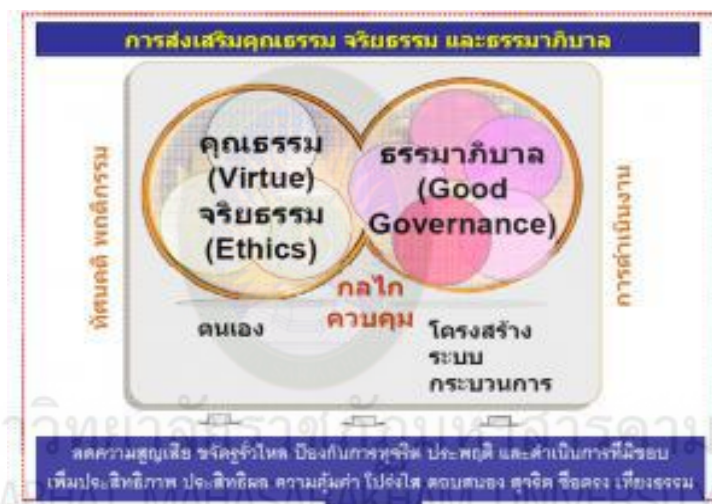 การส่งเสริมคุณธรรม จริยธรรม และธรรมาภิบาล
คุณธรรม
(Virtue)
จริยธรรม
(Ethics)
ธรรมาภิบาล
(Good
Governance)
ทัศนคติ พฤติกรรม
การดำเนินงาน
กลไก
ควบคุม
ตนเอง
โครงสร้าง
ระบบ
กระบวนการ
ลดความสูญเสีย ขจัดรูรั่วไหล ป้องกันการทุจริต ประพฤติ และดำเนินการที่มิชอบ
เพิ่มประสิทธิภาพ ประสิทธิผล ความคุ้มค่า โปร่งใส ตอบสนอง สุจริต ซื่อตรง เที่ยงธรรม